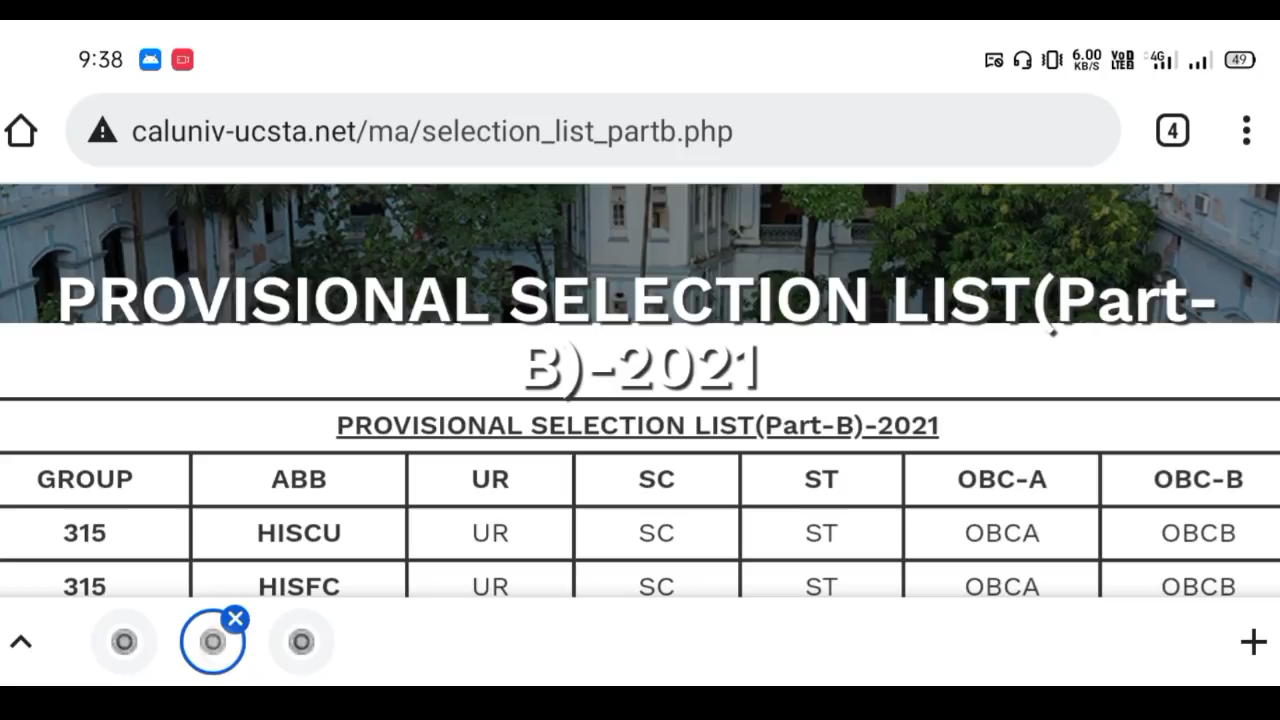 9:38 6.00 KB/S VoD LTE2 4G 49
caluniv-ucsta.net/ma/selection_list_partb.php 4
PROVISIONAL SELECTION LIST(Part-
B)-2021
PROVISIONAL SELECTION LIST(Part-B)-2021
GROUP ABB UR SC ST OBC-A OBC-B
315 HISCU UR SC ST OBCA OBCB
315 HISFC UR SC ST OBCA OBCB